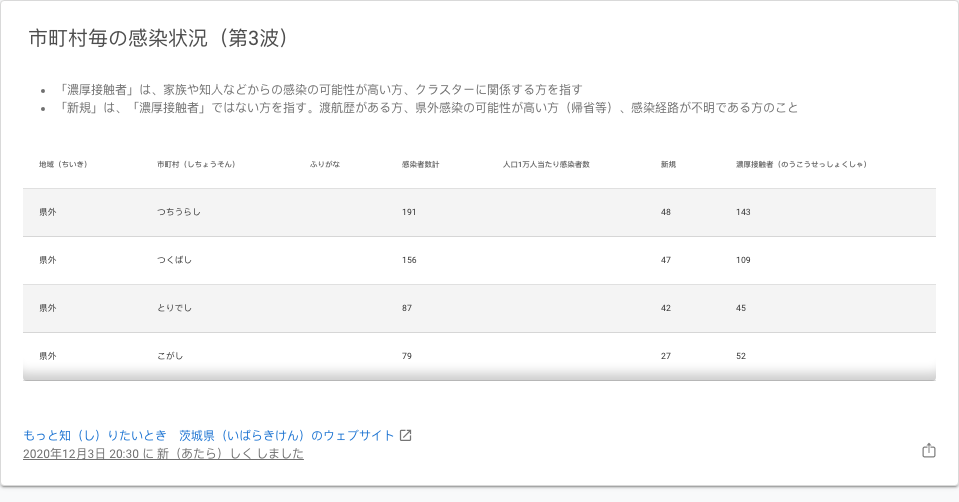 市町村毎の感染状況（第3波）
「濃厚接触者」は、家族や知人などからの感染の可能性が高い方、クラスターに関係する方を指す
「新規」は、「濃厚接触者」ではない方を指す。渡航歴がある方、県外感染の可能性が高い方（帰省等）、感染経路が不明である方のこと
地域（ちいき） 市町村（しちょうそん） ふりがな 感染者数計 人口1万人当たり感染者数 新規 濃厚接触者（のうこうせっしょくしゃ）
県外 つちうらし 191 48 143
県外 つくばし 156 47 109
県外 とりでし 87 42 45
県外 こがし 79 27 52
もっと知（し）りたいとき　茨城県（いばらきけん）のウェブサイト
2020年12月3日 20:30 に 新（あたら）しく しました